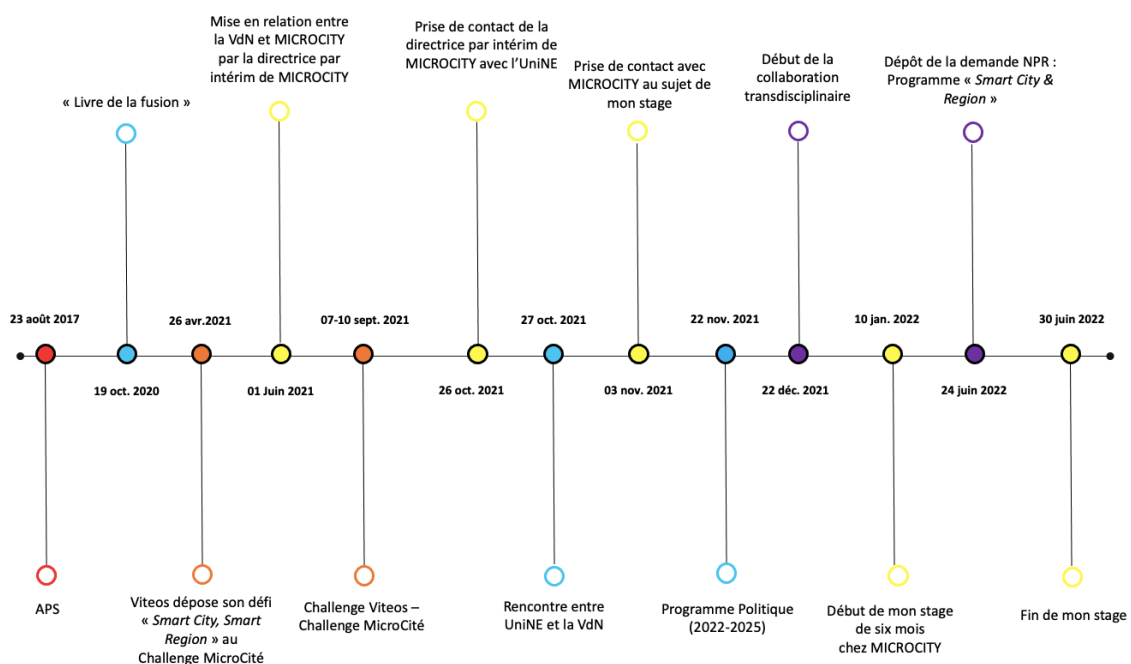 Mise en relation entre
la VdN et MICROCITY
par la directrice par
intérim de MICROCITY
Prise de contact de la
directrice par intérim de
MICROCITY avec l'UniNE
Prise de contact avec
MICROCITY au sujet de
mon stage
Début de la
collaboration
transdisciplinaire
Dépôt de la demande NPR :
Programme « Smart City &
Region »
« Livre de la fusion »
23 août 2017
26 avr.2021
07-10 sept. 2021
27 oct. 2021
22 nov. 2021
10 jan. 2022
30 juin 2022
19 oct. 2020
01 Juin 2021
26 oct. 2021
03 nov. 2021
22 déc. 2021
24 juin 2022
APS
Viteos dépose son défi
« Smart City, Smart
Region » au
Challenge MicroCité
Challenge Viteos –
Challenge MicroCité
Rencontre entre
UniNE et la VdN
Programme Politique
(2022-2025)
Début de mon stage
de six mois
chez MICROCITY
Fin de mon stage